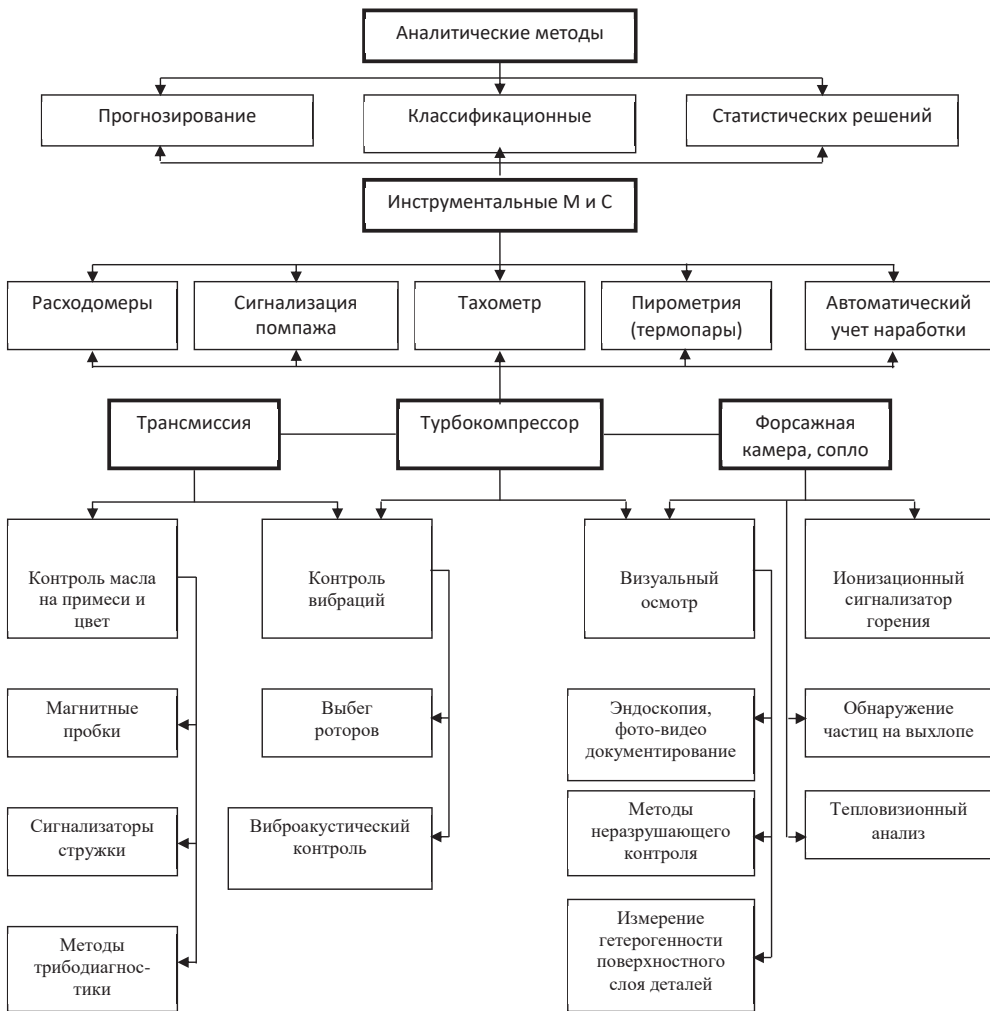 Аналитические методы
Прогнозирование
Классификационные
Статистических решений
Инструментальные М и С
Расходомеры
Сигнализация
помпажа
Тахометр
Пирометрия
(термопары)
Автоматический
учет наработки
Трансмиссия
Турбокомпрессор
Форсажная
камера, сопло
Контроль масла
на примеси и
цвет
Контроль
вибраций
Визуальный
осмотр
Ионизационный
сигнализатор
горения
Магнитные
пробки
Выбег
роторов
Эндоскопия,
фото-видео
документирование
Обнаружение
частиц на выхлопе
Сигнализаторы
стружки
Виброакустический
контроль
Методы
неразрушающего
контроля
Тепловизионный
анализ
Методы
трибодиагнос-
тики
Измерение
гетерогенности
поверхностного
слоя деталей